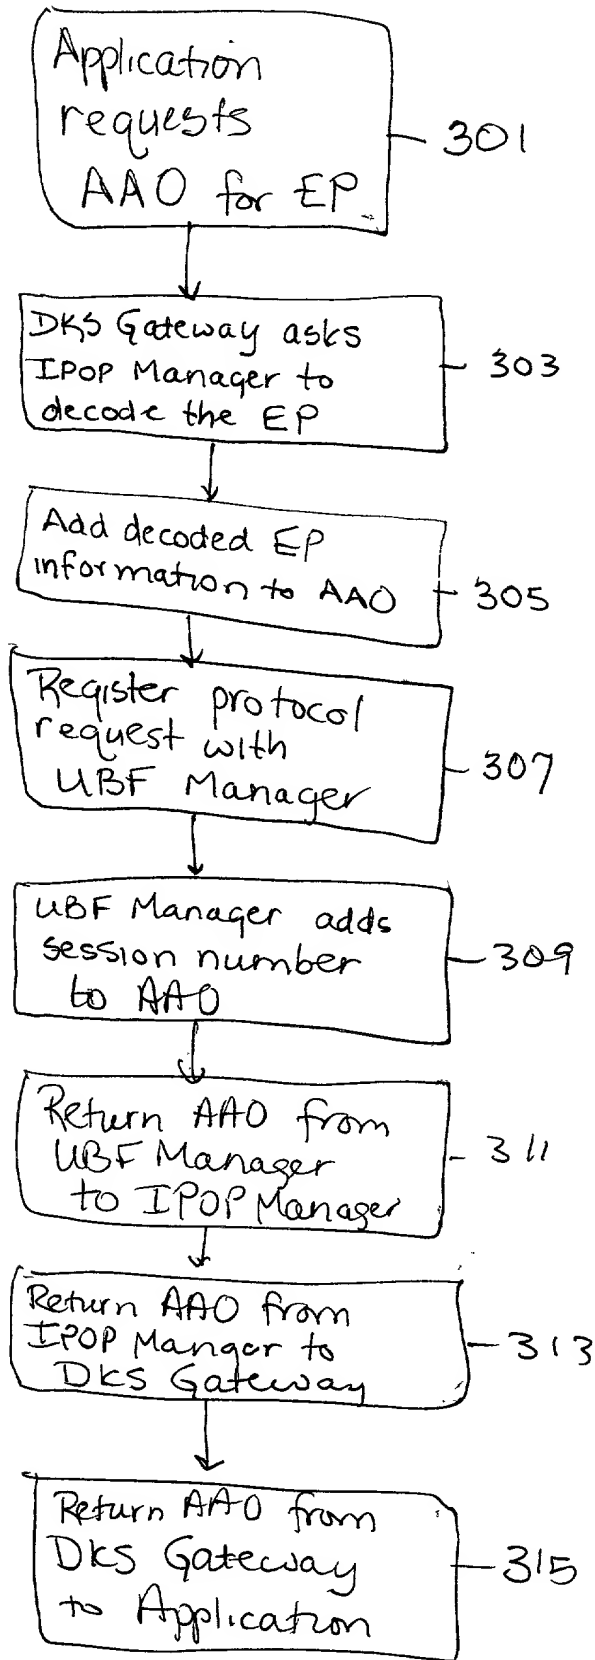 Application
requests
AAO for EP
301
DKS Gateway asks
IPOP Manager to
decode the EP
303
Add decoded EP
information to AAO
305
Register protocol
request with
UBF Manager
307
UBF Manager adds
session number
to AAO
309
Return AAO from
UBF Manager
to IPOP Manager
311
Return AAO from
IPOP Manger to
DKS Gateway
313
Return AAO from
DKS Gateway
to Application
315